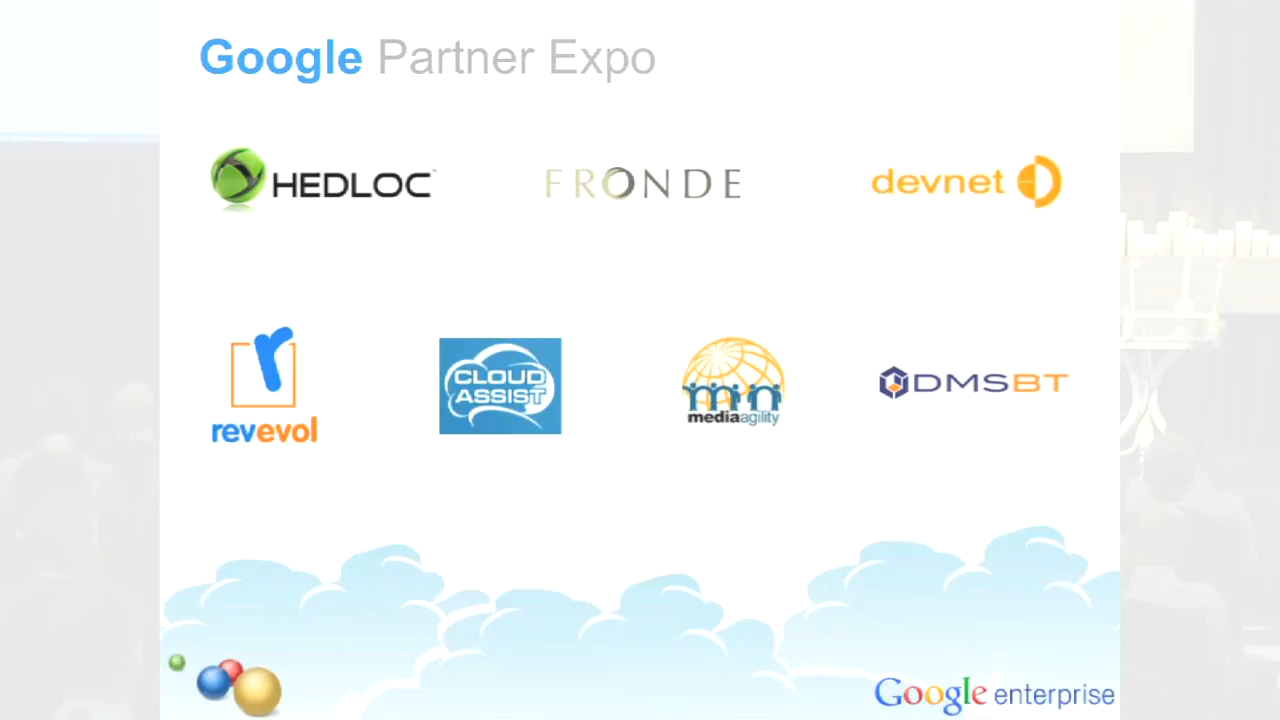 Google Partner Expo
HEDLOC
FRONDE
devnet
revevol
CLOUD
ASSIST
mediaagility
DMSBT
Google enterprise